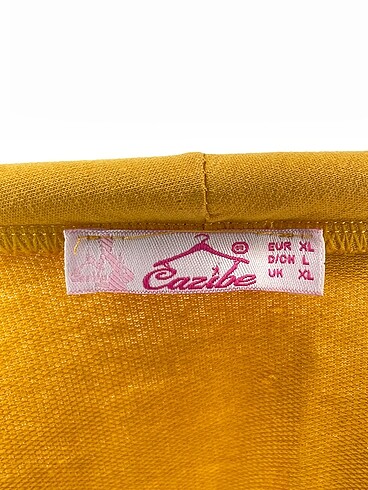 Cazibe
EUR XL
D/CH L
UK XL